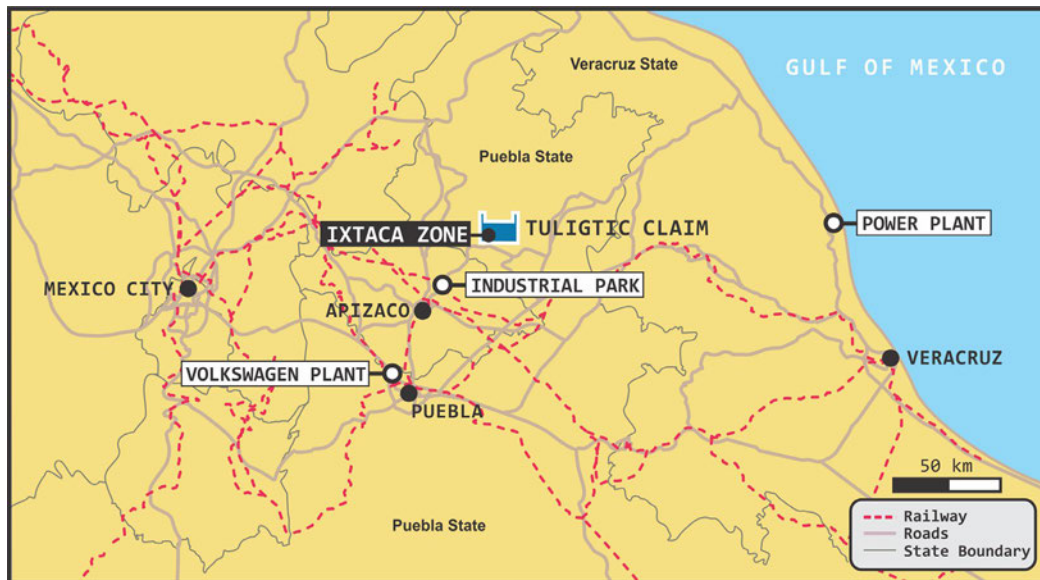 Veracruz State
GULF OF MEXICO
Puebla State
IXTACA ZONE
TULIGTIC CLAIM
POWER PLANT
MEXICO CITY
INDUSTRIAL PARK
APIZACO
VERACRUZ
VOLKSWAGEN PLANT
PUEBLA
50 km
Puebla State
Railway
Roads
State Boundary